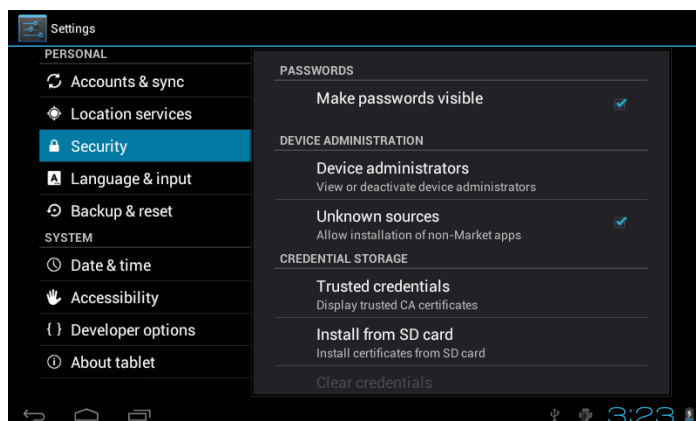 Settings
PERSONAL
Accounts & sync
Location services
Security
Language & input
Backup & reset
SYSTEM
Date & time
Accessibility
{ } Developer options
About tablet
PASSWORDS
Make passwords visible
DEVICE ADMINISTRATION
Device administrators
View or deactivate device administrators
Unknown sources
Allow installation of non-Market apps
CREDENTIAL STORAGE
Trusted credentials
Display trusted CA certificates
Install from SD card
Install certificates from SD card
Clear credentials
3:23